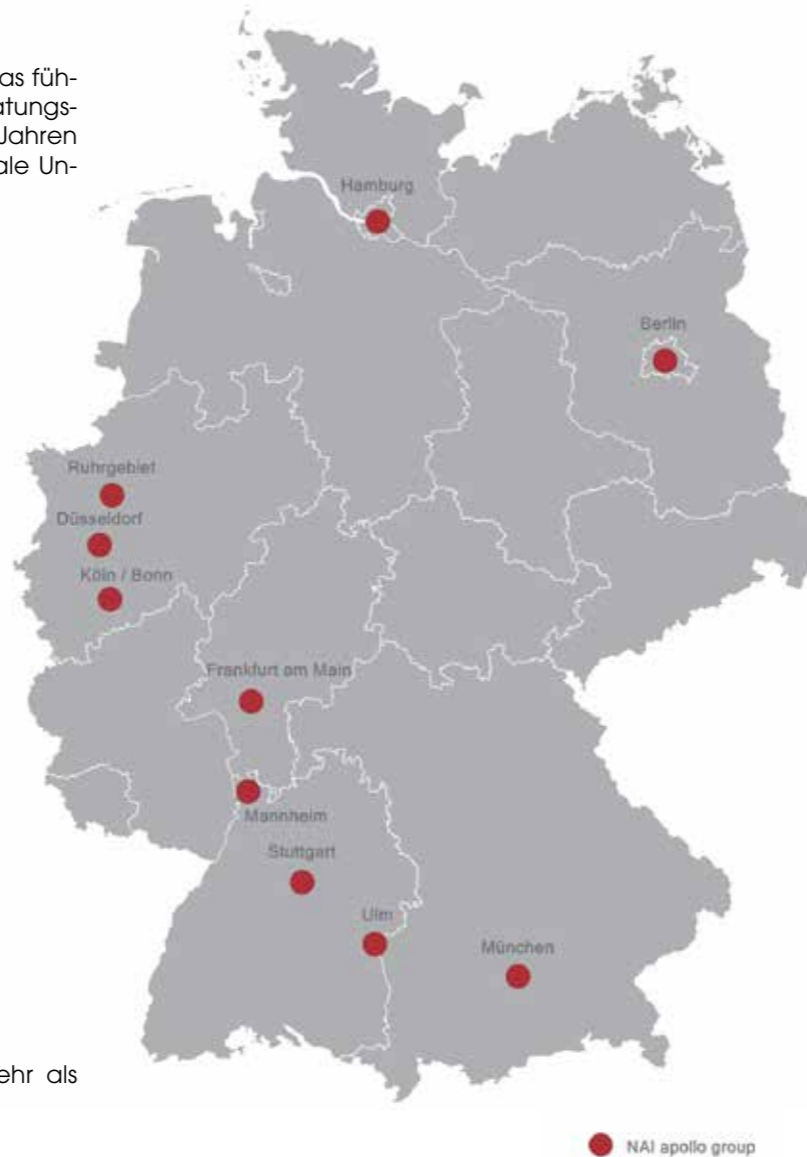 as füh-
atungs-
Jahren
ale Un-
Hamburg
Berlin
Ruhrgebiet
Düsseldorf
Köln / Bonn
Frankfurt am Main
Mannheim
Stuttgart
Ulm
München
ehr als
NAI apollo group